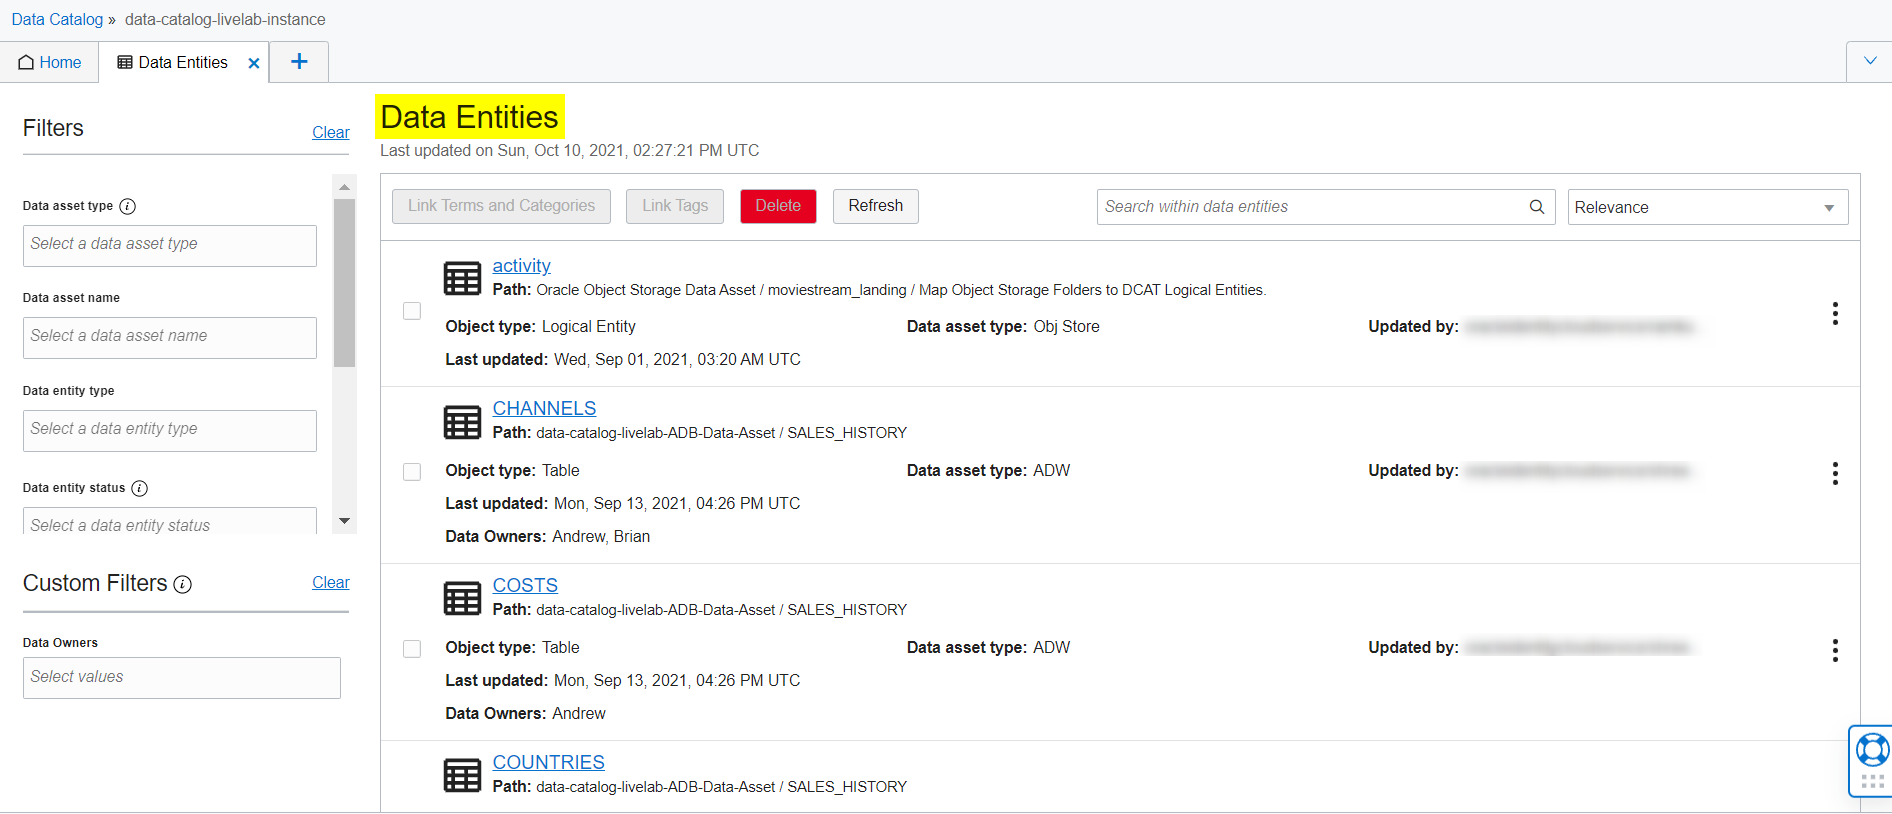 Data Catalog » data-catalog-livelab-instance
Home
Data Entities
Filters
Clear
Data asset type
Select a data asset type
Data asset name
Select a data asset name
Data entity type
Select a data entity type
Data entity status
Select a data entity status
Custom Filters
Clear
Data Owners
Select values
Data Entities
Last updated on Sun, Oct 10, 2021, 02:27:21 PM UTC
Link Terms and Categories
Link Tags
Delete
Refresh
Search within data entities
Relevance
activity
Path: Oracle Object Storage Data Asset / moviestream_landing / Map Object Storage Folders to DCAT Logical Entities.
Object type: Logical Entity
Data asset type: Obj Store
Updated by:
Last updated: Wed, Sep 01, 2021, 03:20 AM UTC
CHANNELS
Path: data-catalog-livelab-ADB-Data-Asset / SALES_HISTORY
Object type: Table
Data asset type: ADW
Updated by:
Last updated: Mon, Sep 13, 2021, 04:26 PM UTC
Data Owners: Andrew, Brian
COSTS
Path: data-catalog-livelab-ADB-Data-Asset / SALES_HISTORY
Object type: Table
Data asset type: ADW
Updated by:
Last updated: Mon, Sep 13, 2021, 04:26 PM UTC
Data Owners: Andrew
COUNTRIES
Path: data-catalog-livelab-ADB-Data-Asset / SALES_HISTORY